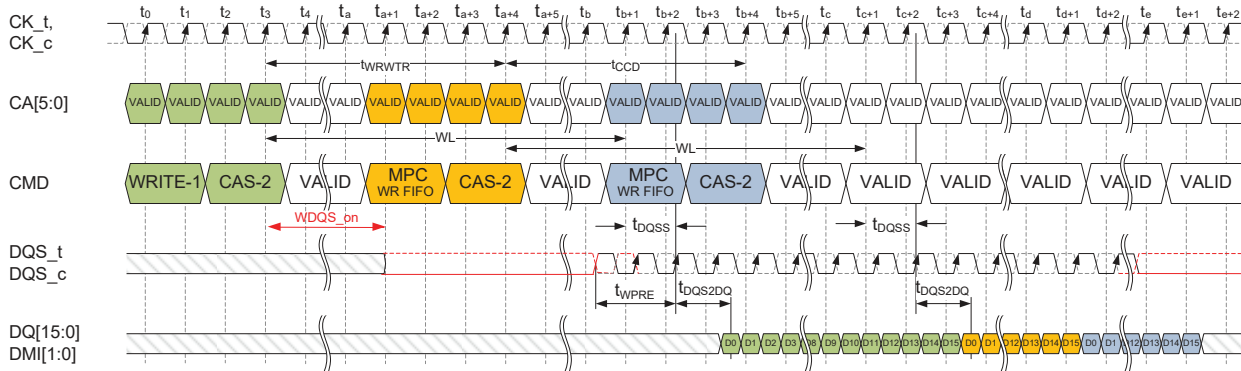 CK_t, CK_c
t0 t1 t2 t3 t4 ta ta+1 ta+2 ta+3 ta+4 ta+5 tb tb+1 tb+2 tb+3 tb+4 tb+5 tc tc+1 tc+2 tc+3 tc+4 td td+1 td+2 te te+1 te+2
tWRWTR tCCD
CA[5:0] VALID VALID VALID VALID VALID VALID VALID VALID VALID VALID VALID VALID VALID VALID VALID VALID VALID VALID VALID VALID VALID VALID VALID VALID VALID VALID VALID VALID
WL WL
CMD WRITE-1 CAS-2 VALID MPC WR FIFO CAS-2 VALID MPC WR FIFO CAS-2 VALID VALID VALID VALID VALID VALID
WDQS_on tDQSS tDQSS
DQS_t
DQS_c
tWPRE tDQS2DQ tDQS2DQ
DQ[15:0]
DMI[1:0]
D0 D1 D2 D3 D8 D9 D10 D11 D12 D13 D14 D15 D0 D1 D12 D13 D14 D15 D0 D1 D12 D13 D14 D15